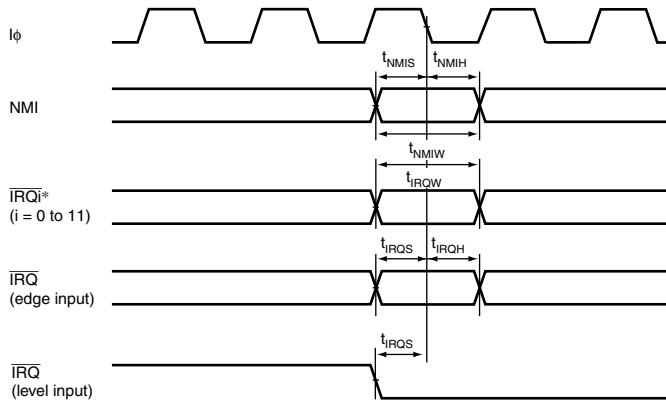 Iϕ
tNMIS tNMIH
NMI
tNMIW
tIRQW
IRQi*
(i = 0 to 11)
tIRQS tIRQH
IRQ
(edge input)
tIRQS
IRQ
(level input)